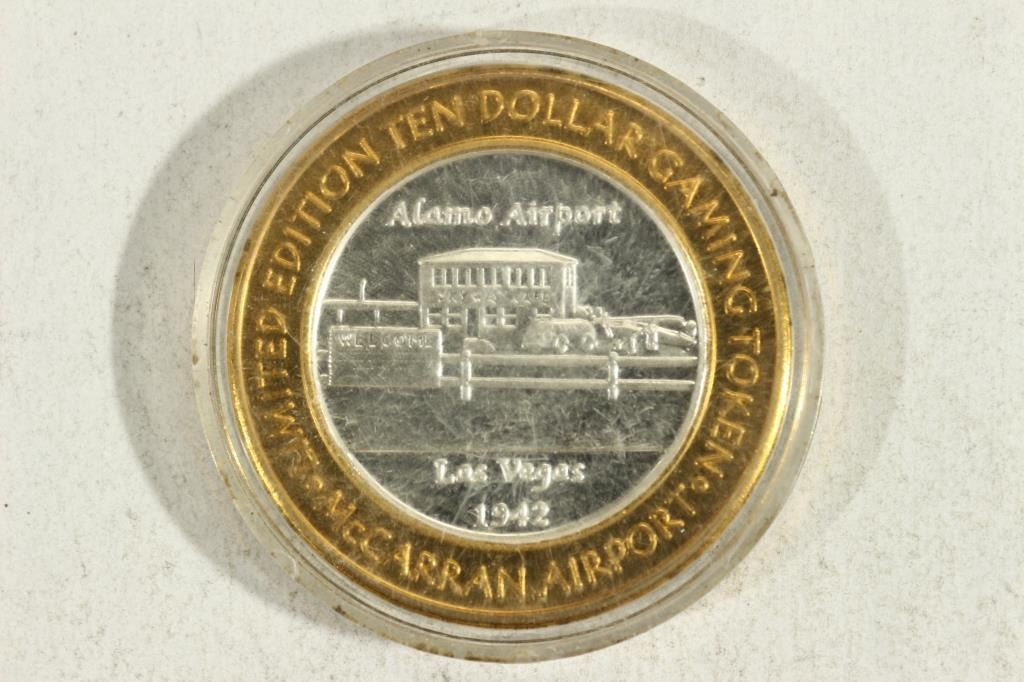 LIMITED EDITION TEN DOLLAR GAMING TOKEN
Alamo Airport
WELCOME
Las Vegas
1942
McCARRAN AIRPORT